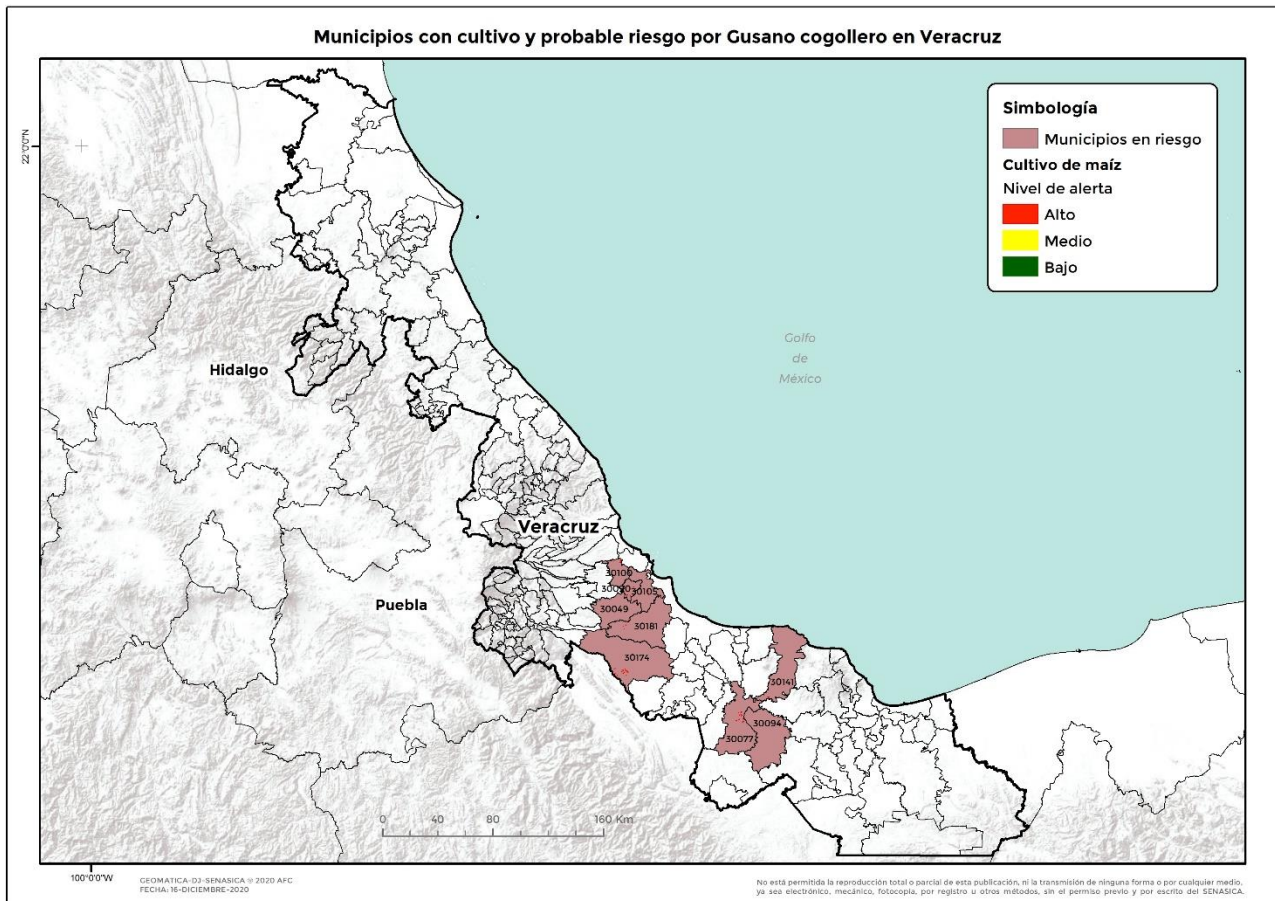 Municipios con cultivo y probable riesgo por Gusano cogollero en Veracruz
Simbología
Municipios en riesgo
Cultivo de maíz
Nivel de alerta
Alto
Medio
Bajo
22°0'0"N
Golfo
de
México
Hidalgo
Veracruz
Puebla
30100
30105
30049
30181
30174
30141
30094
30077
0 40 80 160 Km
100°0'0"W
GEOMATICA-DJ-SENASICA © 2020 AFC
FECHA: 16-DICIEMBRE-2020
No está permitida la reproducción total o parcial de esta publicación, ni la transmisión de ninguna forma o por cualquier medio,
ya sea electrónico, mecánico, fotocopia, por registro u otros métodos, sin el permiso previo y por escrito del SENASICA.